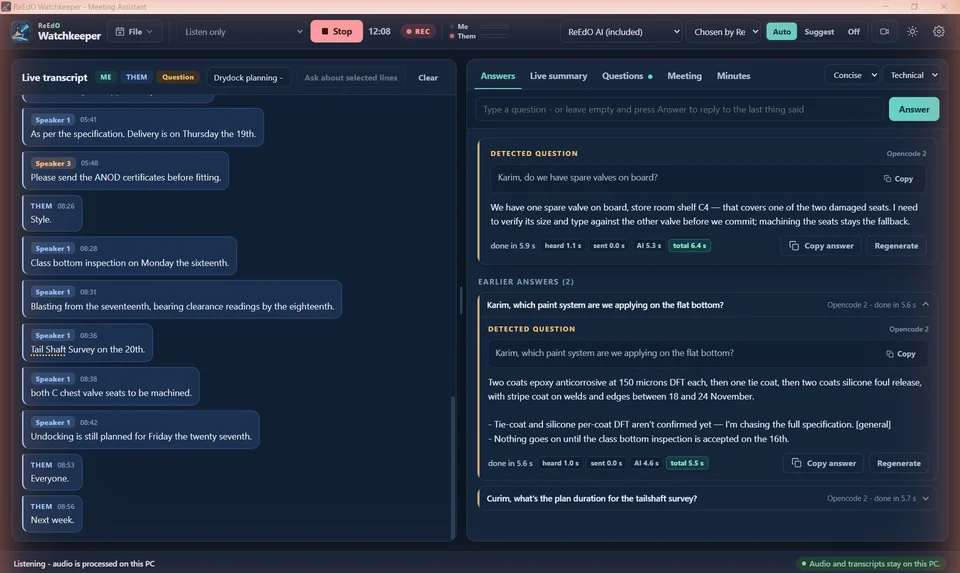 ReEdO Watchkeeper - Meeting Assistant
ReEdO
Watchkeeper
File
Listen only
Stop
12:08
REC
Me
Them
ReEdO AI (included)
Chosen by Re
Auto
Suggest
Off
Live transcript
ME
THEM
Question
Drydock planning -
Ask about selected lines
Clear
Speaker 1 05:41
As per the specification. Delivery is on Thursday the 19th.
Speaker 3 05:48
Please send the ANOD certificates before fitting.
THEM 08:26
Style.
Speaker 1 08:28
Class bottom inspection on Monday the sixteenth.
Speaker 1 08:31
Blasting from the seventeenth, bearing clearance readings by the eighteenth.
Speaker 1 08:36
Tail Shaft Survey on the 20th.
Speaker 1 08:38
both C chest valve seats to be machined.
Speaker 1 08:42
Undocking is still planned for Friday the twenty seventh.
THEM 08:53
Everyone.
THEM 08:56
Next week.
Answers
Live summary
Questions
Meeting
Minutes
Concise
Technical
Type a question - or leave empty and press Answer to reply to the last thing said
Answer
DETECTED QUESTION
Opencode 2
Karim, do we have spare valves on board?
Copy
We have one spare valve on board, store room shelf C4 — that covers one of the two damaged seats. I need
to verify its size and type against the other valve before we commit; machining the seats stays the fallback.
done in 5.9 s heard 1.1 s sent 0.0 s AI 5.3 s total 6.4 s
Copy answer
Regenerate
EARLIER ANSWERS (2)
Karim, which paint system are we applying on the flat bottom?
Opencode 2 - done in 5.6 s
DETECTED QUESTION
Opencode 2
Karim, which paint system are we applying on the flat bottom?
Copy
Two coats epoxy anticorrosive at 150 microns DFT each, then one tie coat, then two coats silicone foul release,
with stripe coat on welds and edges between 18 and 24 November.
- Tie-coat and silicone per-coat DFT aren't confirmed yet — I'm chasing the full specification. [general]
- Nothing goes on until the class bottom inspection is accepted on the 16th.
done in 5.6 s heard 1.0 s sent 0.0 s AI 4.6 s total 5.5 s
Copy answer
Regenerate
Curim, what's the plan duration for the tailshaft survey?
Opencode 2 - done in 5.7 s
Listening - audio is processed on this PC
Audio and transcripts stay on this PC.